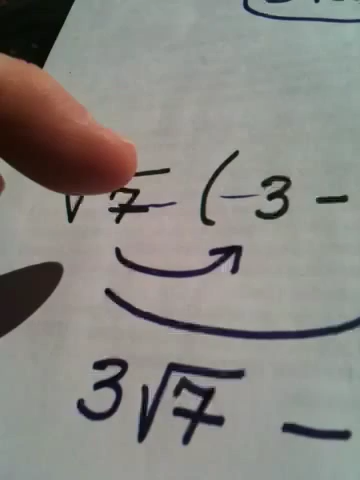 √7 - (-3 -
3√7 -